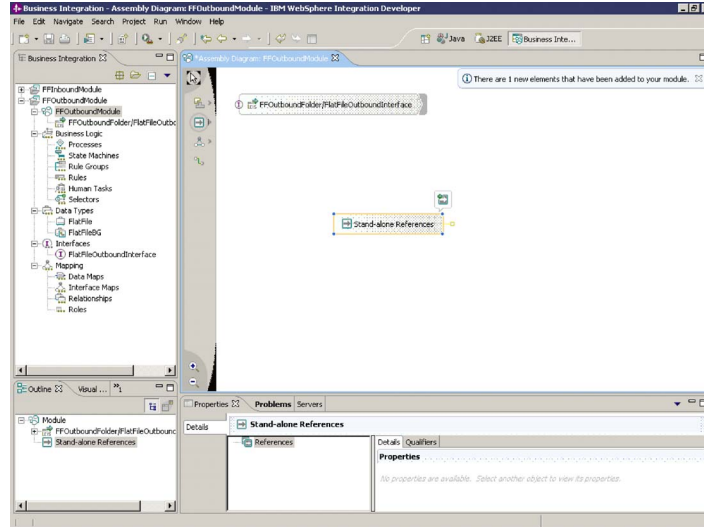 Business Integration - Assembly Diagram: FFOutboundModule - IBM WebSphere Integration Developer
File Edit Navigate Search Project Run Window Help
Java J2EE Business Inte...
Business Integration
*Assembly Diagram: FFOutboundModule
There are 1 new elements that have been added to your module.
FFInboundModule
FFOutboundModule
FFOutboundModule
FFOutboundFolder/FlatFileOutbo
Business Logic
Processes
State Machines
Rule Groups
Rules
Human Tasks
Selectors
Data Types
FlatFile
FlatFileBG
Interfaces
FlatFileOutboundInterface
Mapping
Data Maps
Interface Maps
Relationships
Roles
FFOutboundFolder/FlatFileOutboundInterface
Stand-alone References
Outline Visual ... »1
Module
FFOutboundFolder/FlatFileOutbounc
Stand-alone References
Properties Problems Servers
Details
Stand-alone References
References
Details Qualifiers
Properties
No properties are available. Select another object to view its properties.